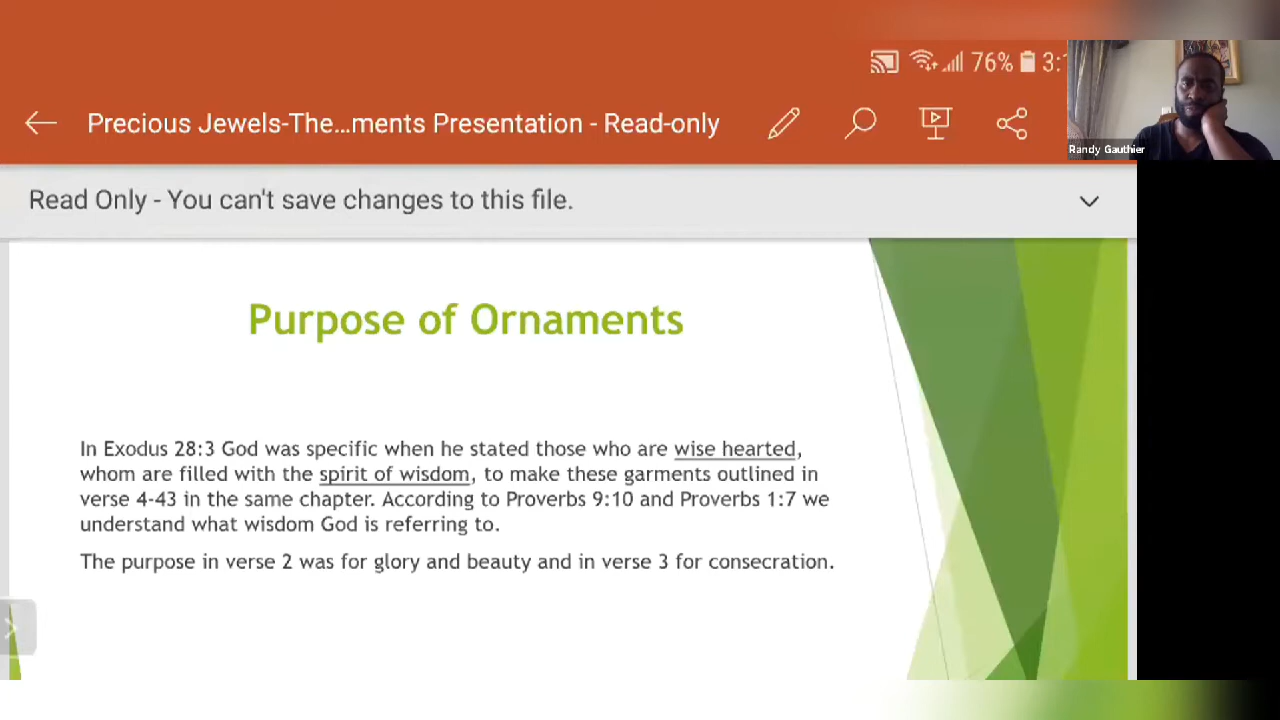 76% 3:
Precious Jewels-The...ments Presentation - Read-only
Randy Gauthier
Read Only - You can't save changes to this file.
Purpose of Ornaments
In Exodus 28:3 God was specific when he stated those who are wise hearted,
whom are filled with the spirit of wisdom, to make these garments outlined in
verse 4-43 in the same chapter. According to Proverbs 9:10 and Proverbs 1:7 we
understand what wisdom God is referring to.
The purpose in verse 2 was for glory and beauty and in verse 3 for consecration.